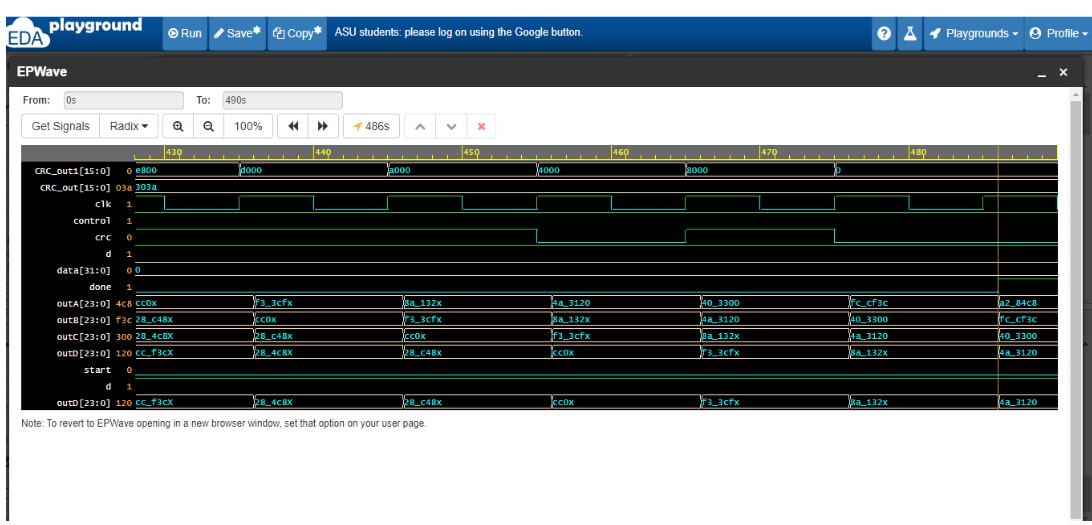 EDA playground Run Save* Copy* ASU students: please log on using the Google button. ? Playgrounds Profile
EPWave _ ×
From: 0s To: 490s
Get Signals Radix 100% 486s
430 440 450 460 470 480
CRC_out1[15:0] 0 e800 d000 a000 4000 8000 0
CRC_out[15:0] 03a 303a
clk 1
control 1
crc 0
d 1
data[31:0] 0 0
done 1
outA[23:0] 4c8 cc0x f3_3cfx 8a_132x 4a_3120 40_3300 fc_cf3c a2_84c8
outB[23:0] f3c 28_c48X cc0x f3_3cfx 8a_132x 4a_3120 40_3300 fc_cf3c
outC[23:0] 300 28_4c8X 28_c48X cc0x f3_3cfx 8a_132x 4a_3120 40_3300
outD[23:0] 120 cc_f3cX 28_4c8X 28_c48x cc0x f3_3cfx 8a_132x 4a_3120
start 0
d 1
outD[23:0] 120 cc_f3cX 28_4c8X 28_c48x cc0x f3_3cfx 8a_132x 4a_3120
Note: To revert to EPWave opening in a new browser window, set that option on your user page.